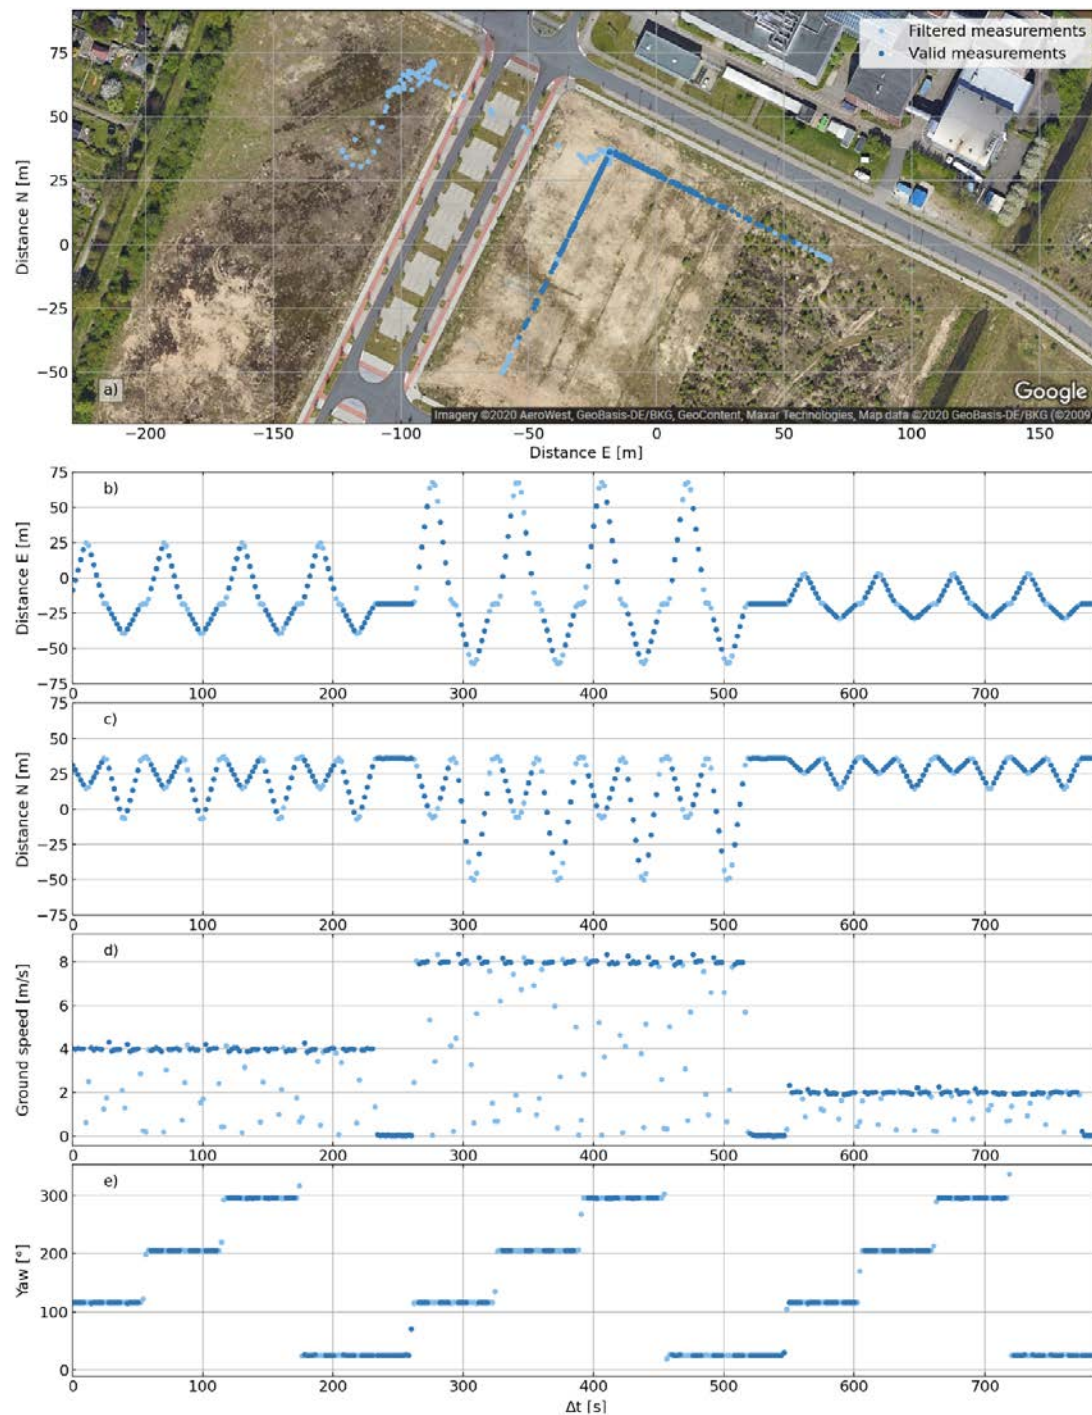 Filtered measurements
Valid measurements
75
50
25
0
−25
−50
Distance N [m]
a)
Google
Imagery ©2020 AeroWest, GeoBasis-DE/BKG, GeoContent, Maxar Technologies, Map data ©2020 GeoBasis-DE/BKG (©2009
−200 −150 −100 −50 0 50 100 150
Distance E [m]
b)
75
50
25
0
−25
−50
−75
Distance E [m]
0 100 200 300 400 500 600 700
c)
75
50
25
0
−25
−50
−75
Distance N [m]
0 100 200 300 400 500 600 700
d)
8
6
4
2
0
Ground speed [m/s]
0 100 200 300 400 500 600 700
e)
300
200
100
0
Yaw [°]
0 100 200 300 400 500 600 700
Δt [s]